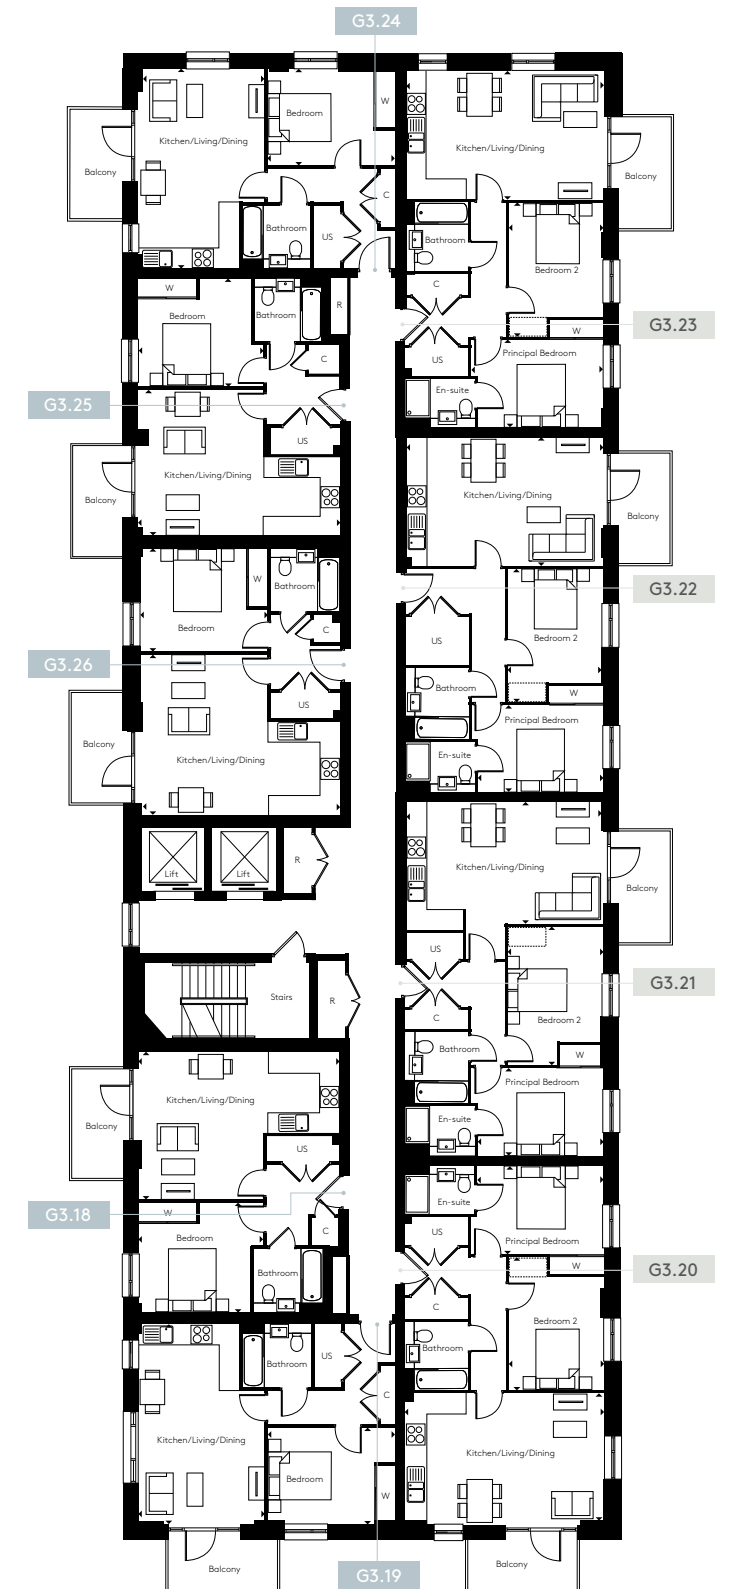 G3.24
Bedroom
W
Kitchen/Living/Dining
Kitchen/Living/Dining
Balcony
Balcony
C
Bathroom
US
Bathroom
Bedroom 2
C
W
R
Bedroom
Bathroom
G3.23
W
Principal Bedroom
C
US
En-suite
G3.25
US
Kitchen/Living/Dining
Kitchen/Living/Dining
Balcony
Balcony
W
Bathroom
G3.22
Bedroom
C
Bedroom 2
US
G3.26
Bathroom
W
US
Principal Bedroom
Balcony
Kitchen/Living/Dining
En-suite
R
Lift
Lift
Kitchen/Living/Dining
Balcony
US
Stairs
R
G3.21
C
Bedroom 2
Bathroom
W
Kitchen/Living/Dining
Balcony
Principal Bedroom
En-suite
US
G3.18
W
En-suite
C
US
Bedroom
Principal Bedroom
Bathroom
W
G3.20
C
Bedroom 2
US
Bathroom
Bathroom
C
Kitchen/Living/Dining
Kitchen/Living/Dining
Bedroom
W
Balcony
Balcony
G3.19